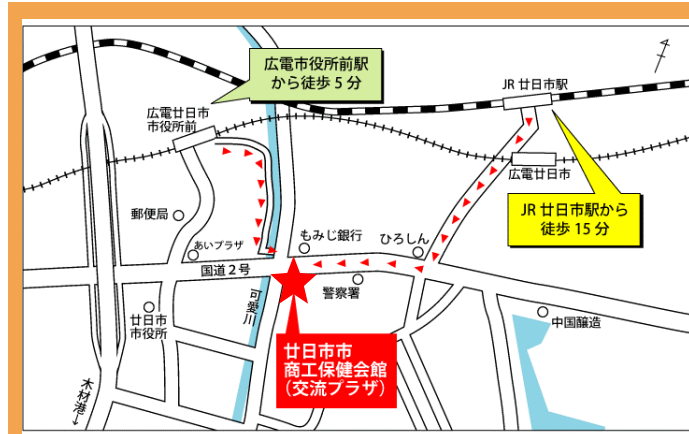 広電市役所前駅
から徒歩 5 分
JR 廿日市駅
広電廿日市
市役所前
広電廿日市
JR 廿日市駅から
徒歩 15 分
郵便局
あいプラザ
もみじ銀行
ひろしん
国道2号
警察署
可愛川
廿日市
市役所
中国醸造
廿日市市
商工保健会館
（交流プラザ）
木材港→